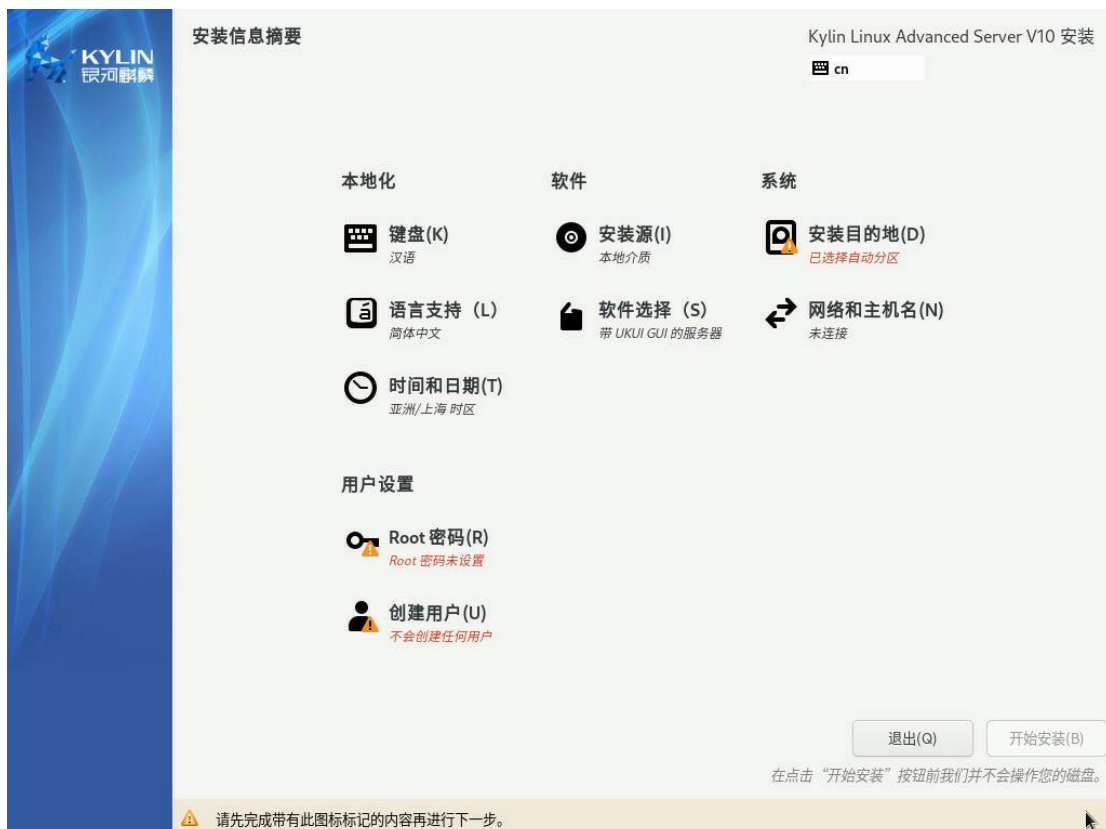 KYLIN
银河麒麟
安装信息摘要
Kylin Linux Advanced Server V10 安装
cn
本地化
键盘(K)
汉语
语言支持（L）
简体中文
时间和日期(T)
亚洲/上海 时区
软件
安装源(I)
本地介质
软件选择（S）
带 UKUI GUI 的服务器
系统
安装目的地(D)
已选择自动分区
网络和主机名(N)
未连接
用户设置
Root 密码(R)
Root 密码未设置
创建用户(U)
不会创建任何用户
退出(Q)
开始安装(B)
在点击“开始安装”按钮前我们并不会操作您的磁盘。
请先完成带有此图标标记的内容再进行下一步。